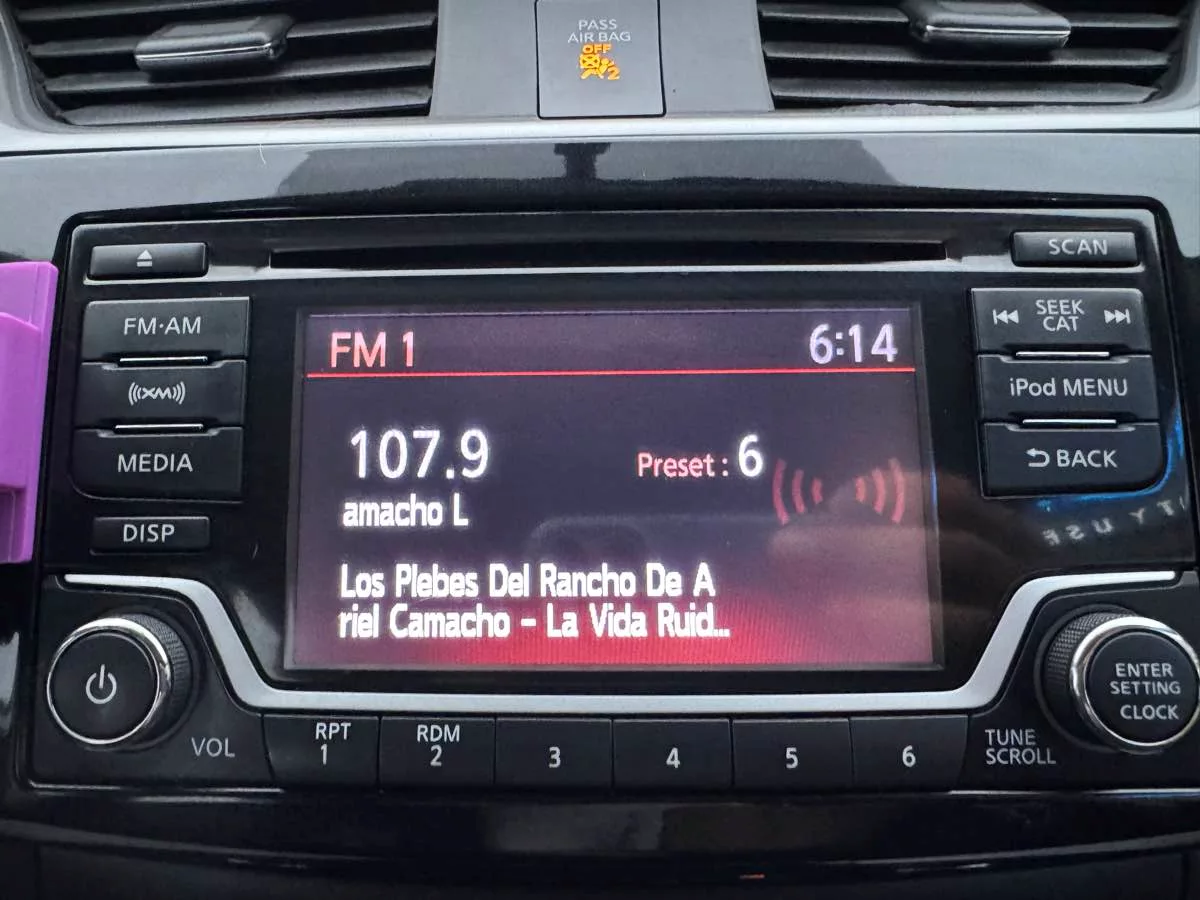 PASS
AIR BAG
OFF
2
SCAN
FM·AM
SEEK
CAT
XM
iPod MENU
MEDIA
BACK
DISP
FM 1
6:14
107.9
Preset : 6
amacho L
Los Plebes Del Rancho De A
riel Camacho - La Vida Ruid...
VOL
RPT
1
RDM
2
3
4
5
6
TUNE
SCROLL
ENTER
SETTING
CLOCK